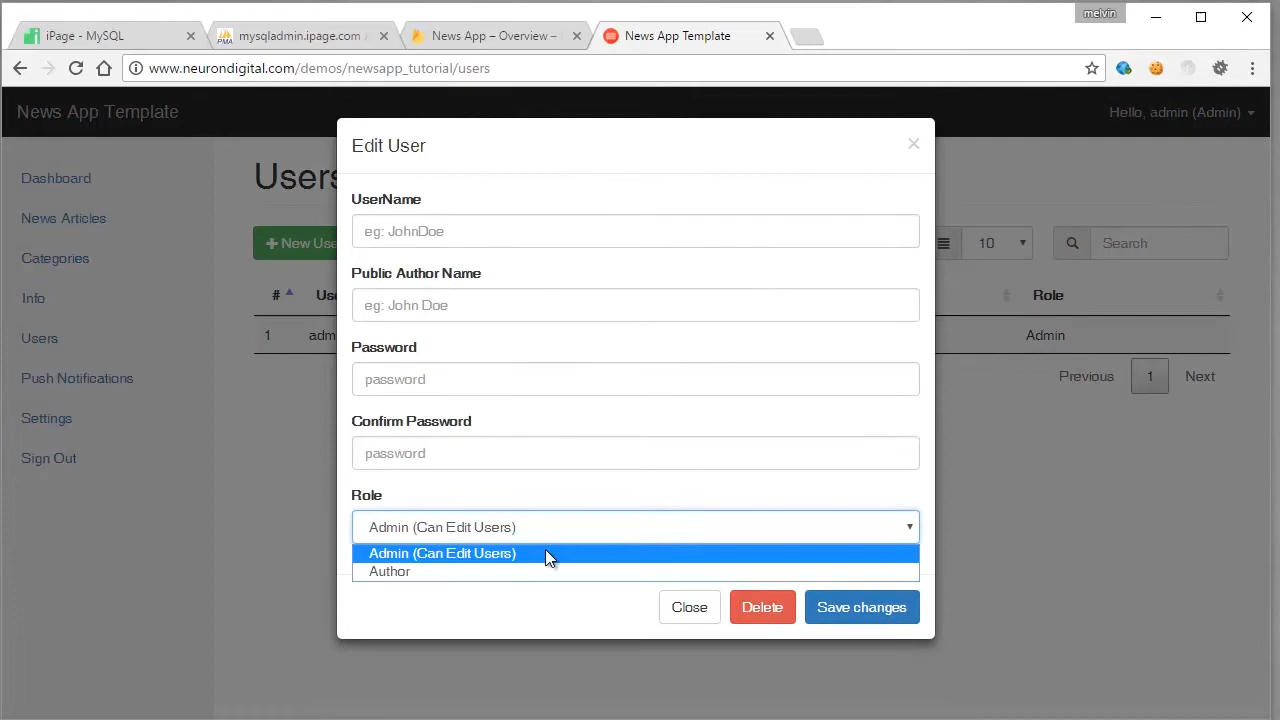 melvin
iPage - MySQL
mysqladmin.ipage.com
News App – Overview –
News App Template
www.neurondigital.com/demos/newsapp_tutorial/users
News App Template
Hello, admin (Admin)
Dashboard
News Articles
Categories
Info
Users
Push Notifications
Settings
Sign Out
Users
New Use
10
Search
#
Use
Role
1
adm
Admin
Previous
1
Next
Edit User
×
UserName
eg: JohnDoe
Public Author Name
eg: John Doe
Password
password
Confirm Password
password
Role
Admin (Can Edit Users)
Admin (Can Edit Users)
Author
Close
Delete
Save changes